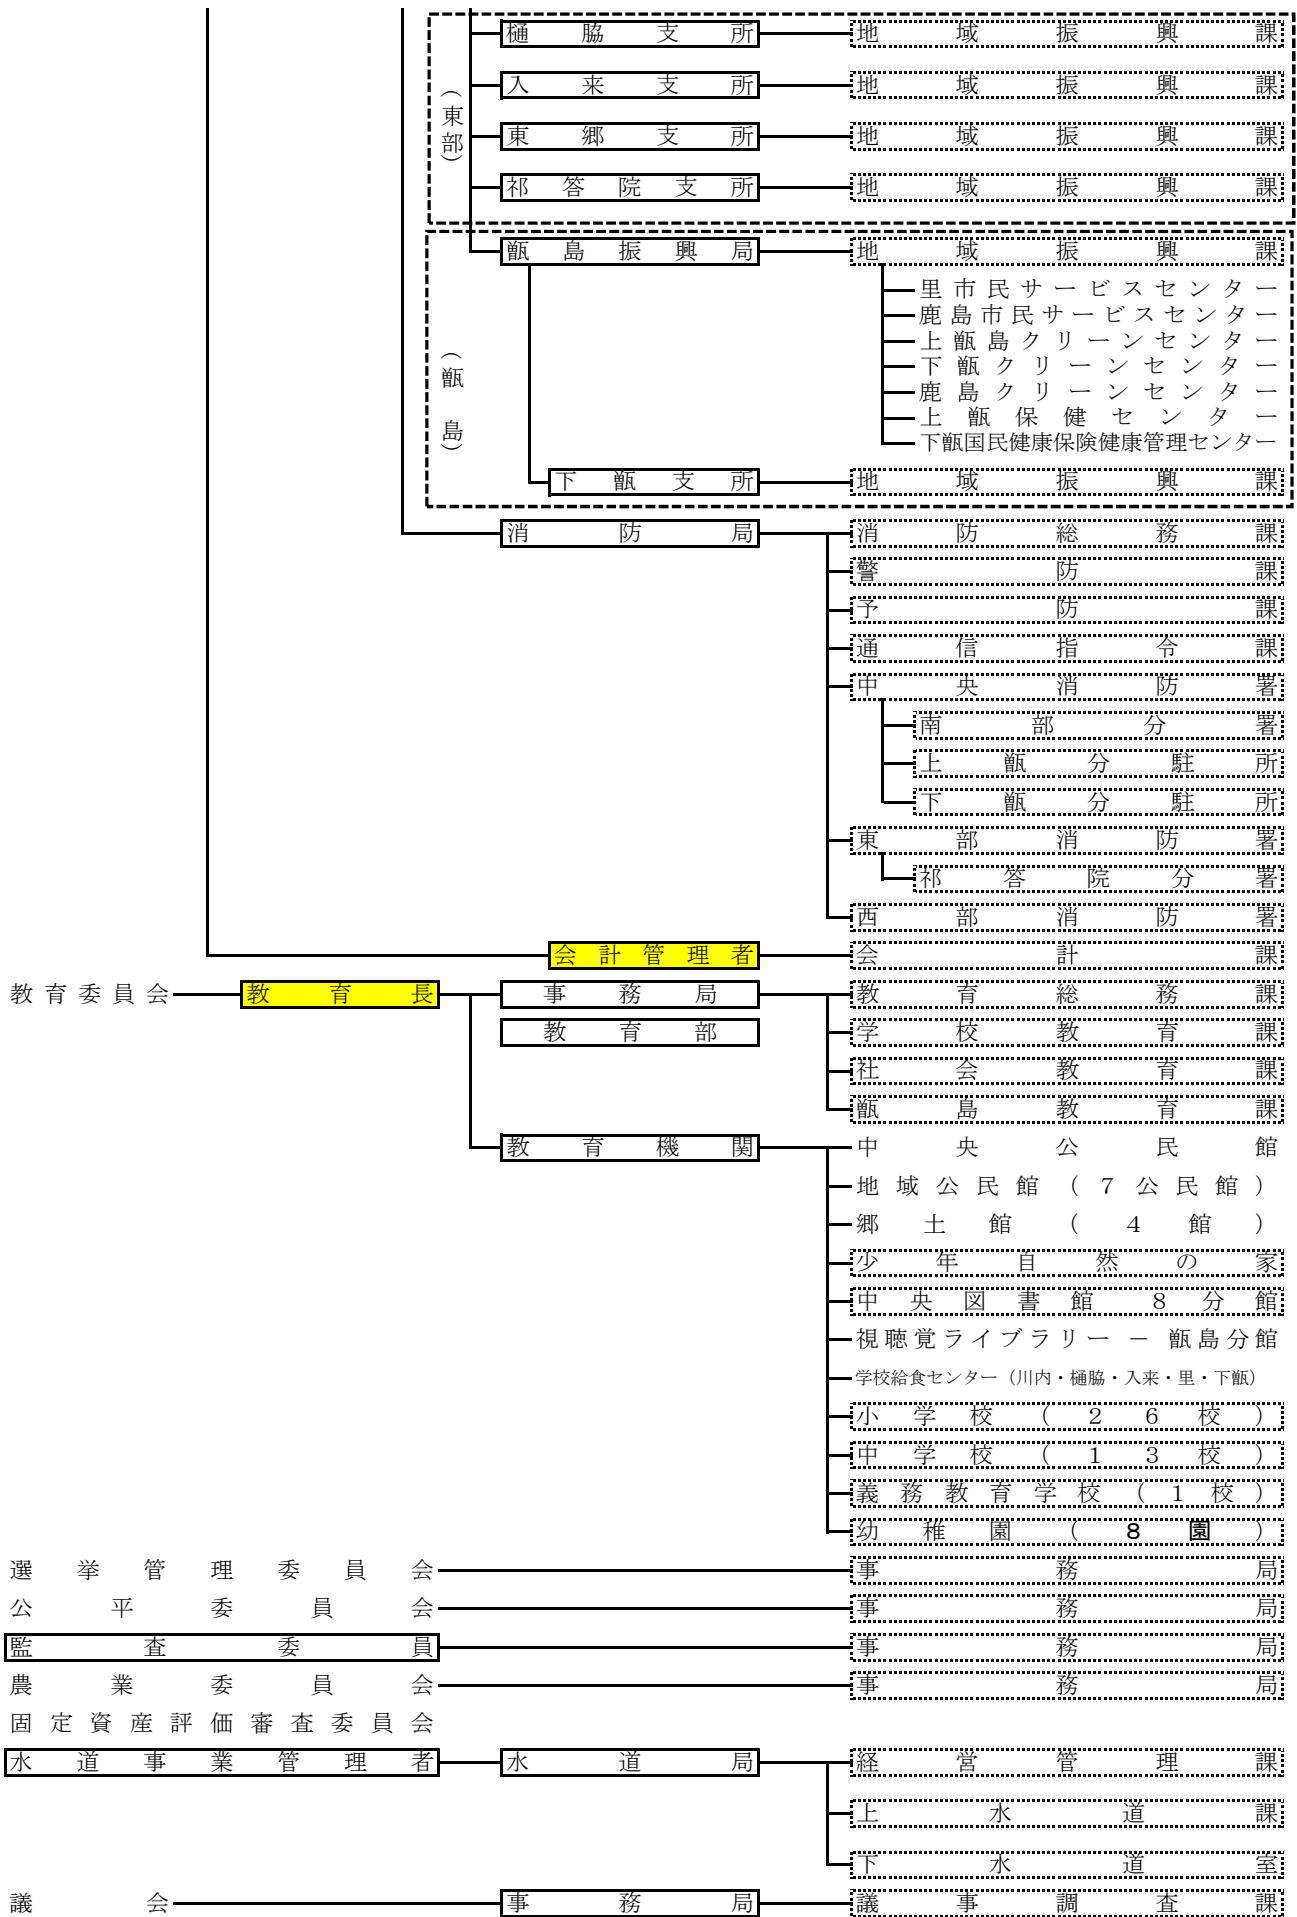 樋脇支所 地域振興課
入来支所 地域振興課
（東部）
東郷支所 地域振興課
祁答院支所 地域振興課
甑島振興局 地域振興課
里市民サービスセンター
鹿島市民サービスセンター
上甑島クリーンセンター
下甑クリーンセンター
（甑島）
鹿島クリーンセンター
上甑保健センター
下甑国民健康保険健康管理センター
下甑支所 地域振興課
消防局 消防総務課
警防課
予防課
通信指令課
中央消防署
南部分署
上甑分駐所
下甑分駐所
東部消防署
祁答院分署
西部消防署
会計管理者 会計課
教育委員会 教育長 事務局 教育総務課
教育部 学校教育課
社会教育課
甑島教育課
教育機関 中央公民館
地域公民館（7公民館）
郷土館（4館）
少年自然の家
中央図書館 8分館
視聴覚ライブラリー － 甑島分館
学校給食センター（川内・樋脇・入来・里・下甑）
小学校（26校）
中学校（13校）
義務教育学校（1校）
幼稚園（8園）
選挙管理委員会 事務局
公平委員会 事務局
監査委員 事務局
農業委員会 事務局
固定資産評価審査委員会
水道事業管理者 水道局 経営管理課
上水道課
下水道室
議会 事務局 議事調査課